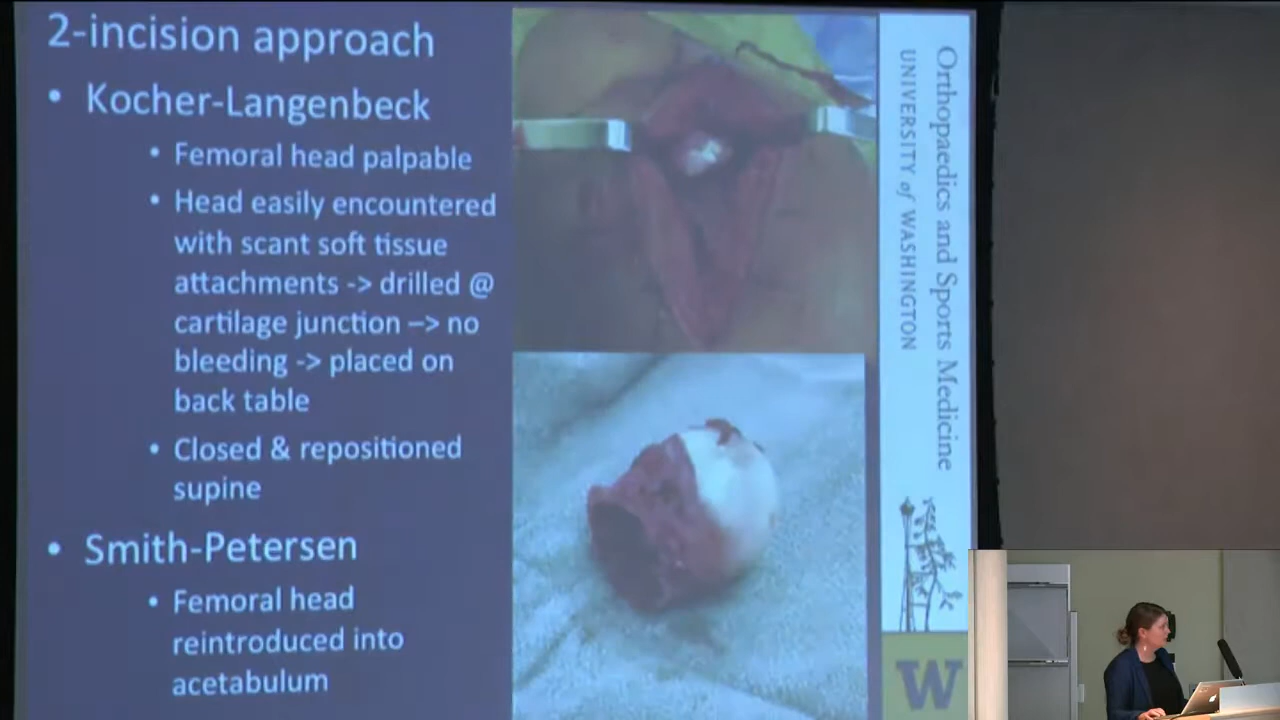 2-incision approach
• Kocher-Langenbeck
• Femoral head palpable
• Head easily encountered
with scant soft tissue
attachments -> drilled @
cartilage junction –> no
bleeding -> placed on
back table
• Closed & repositioned
supine
• Smith-Petersen
• Femoral head
reintroduced into
acetabulum
Orthopaedics and Sports Medicine
UNIVERSITY of WASHINGTON
W